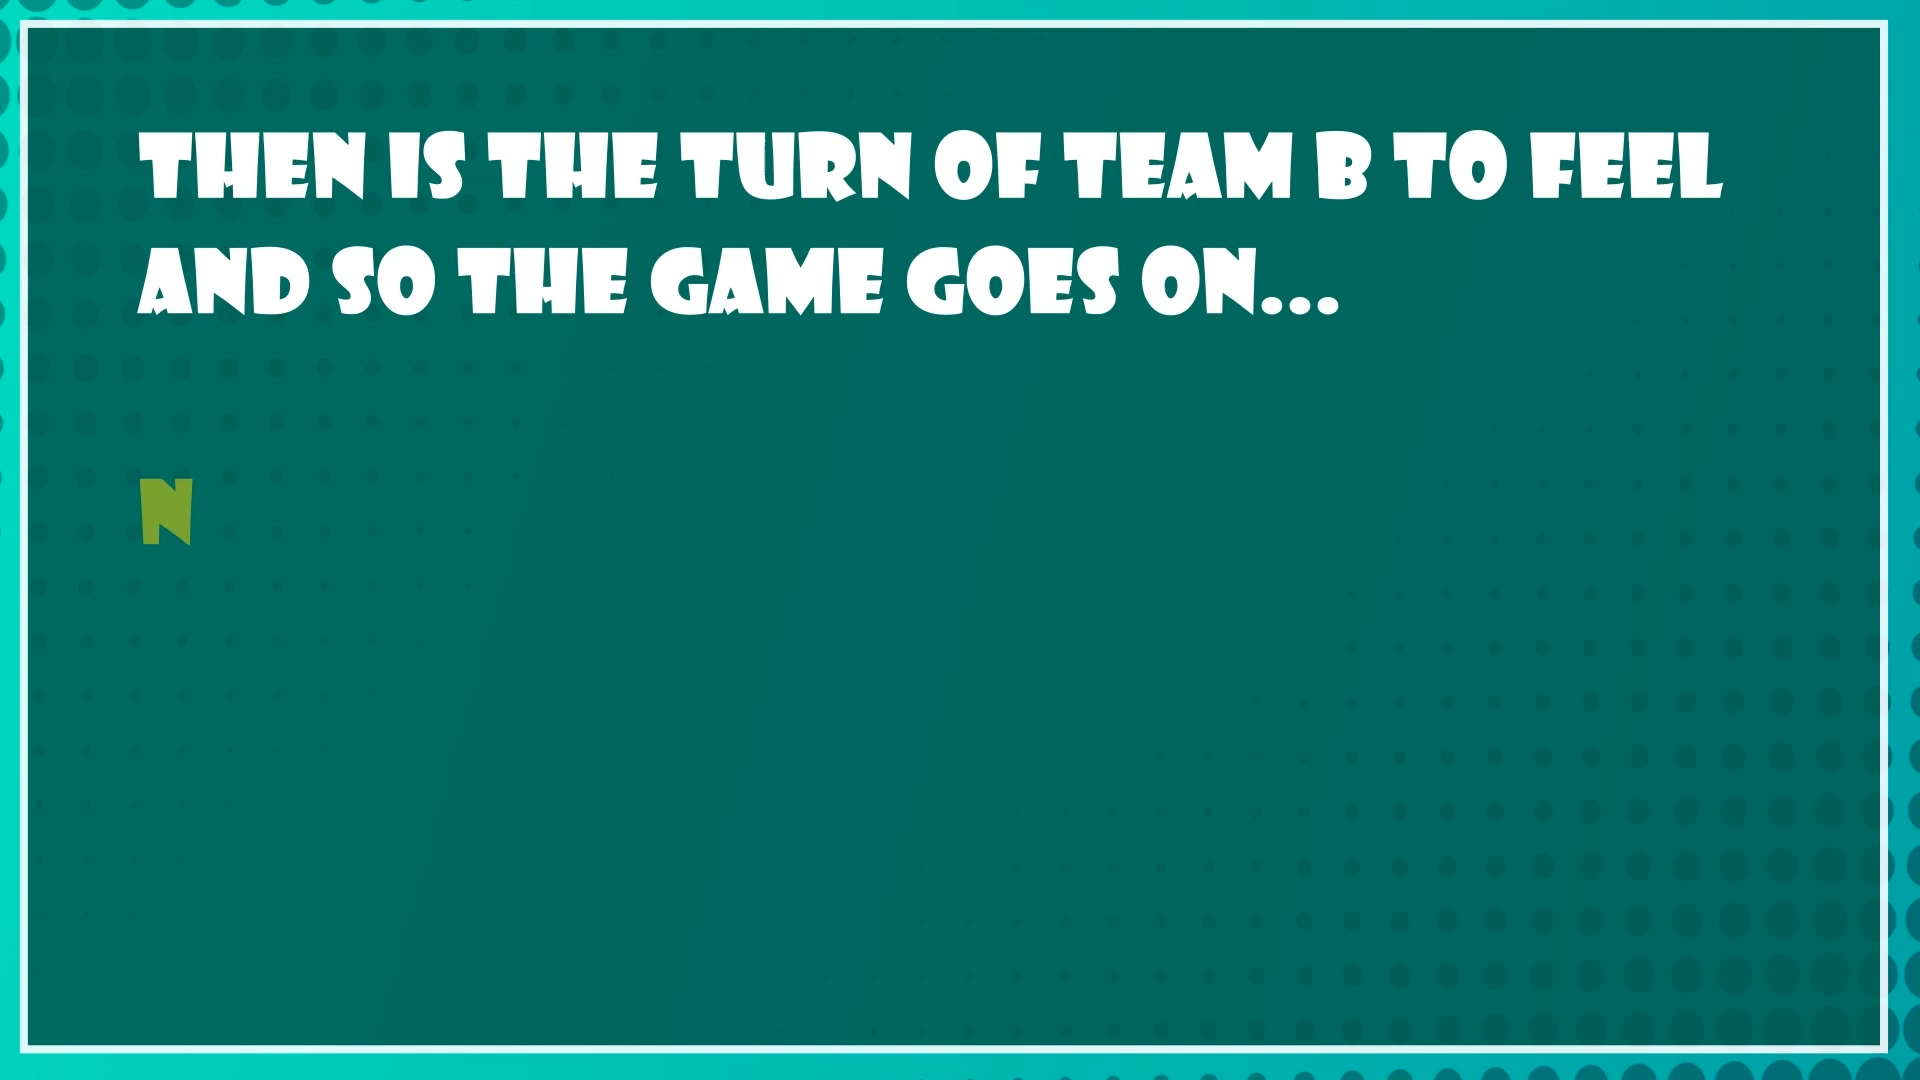 THEN IS THE TURN OF TEAM B TO FEEL
AND SO THE GAME GOES ON...
N